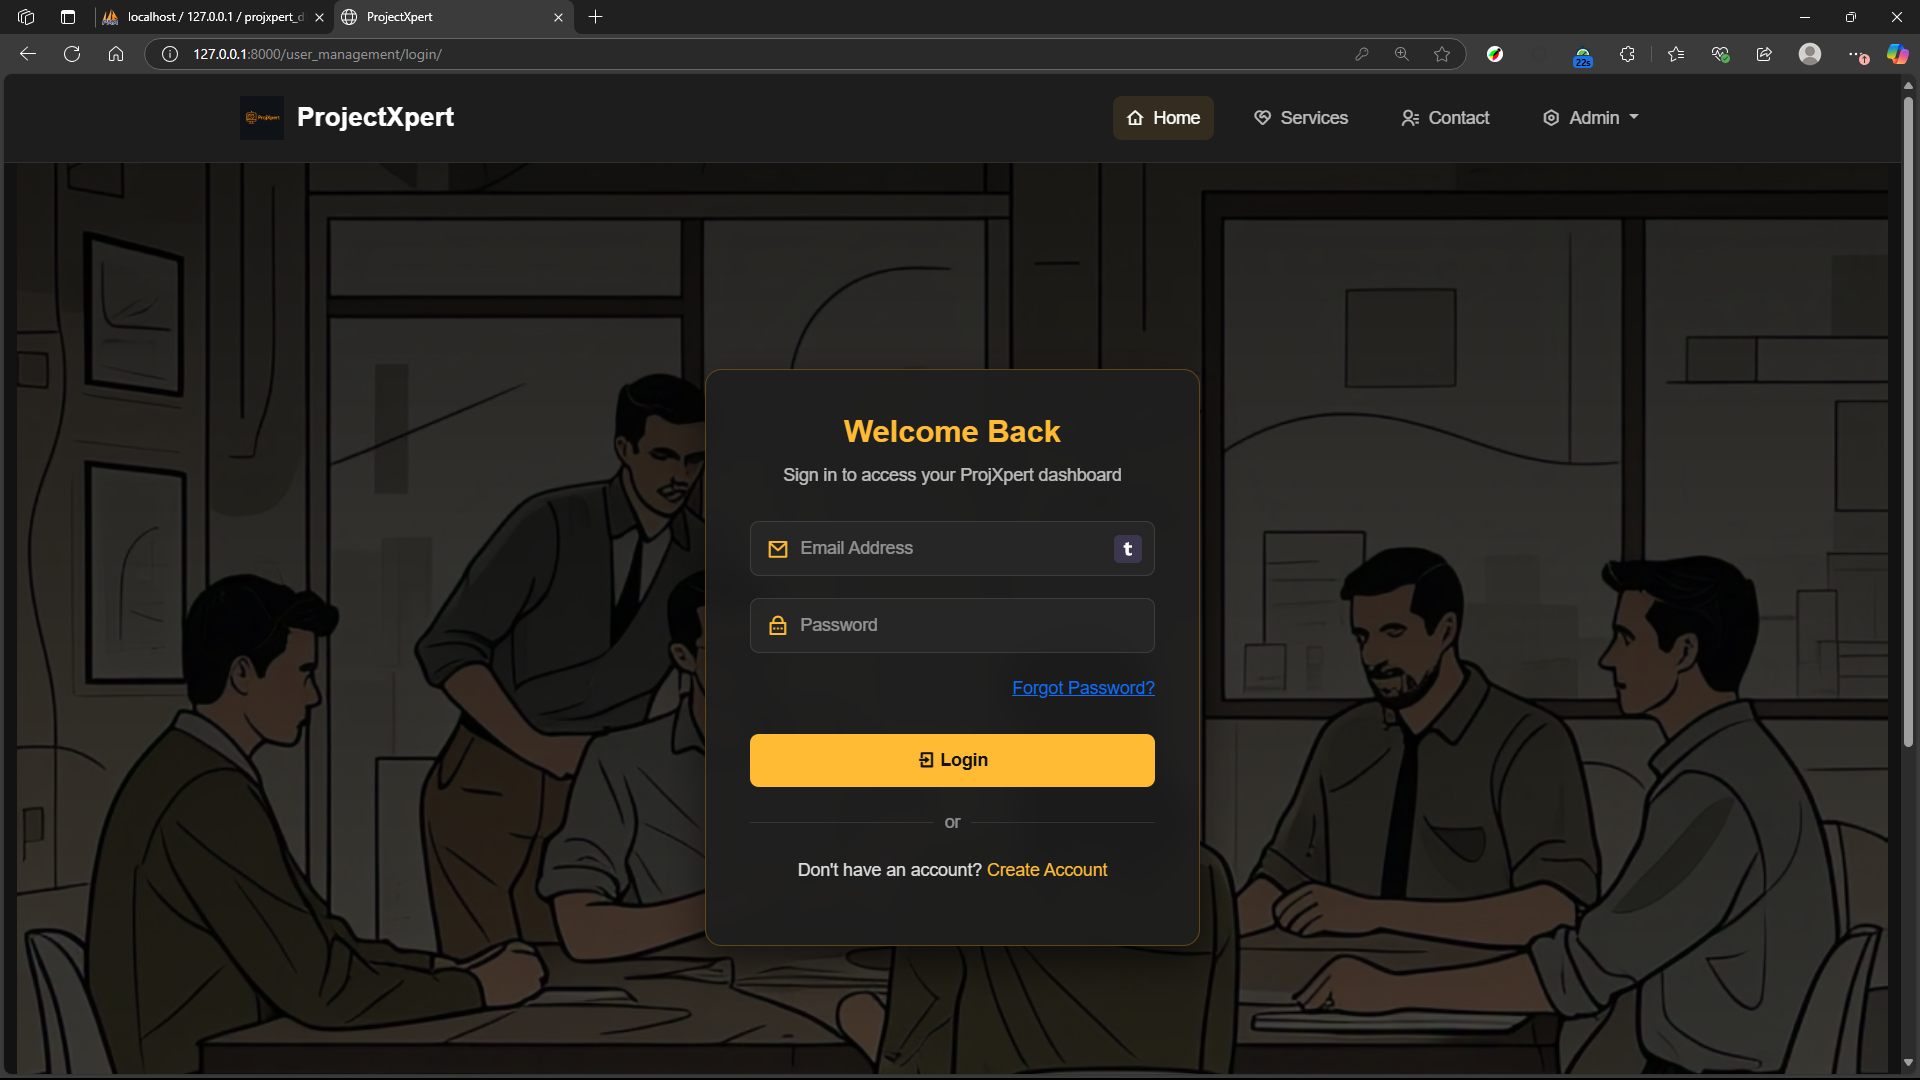 localhost / 127.0.0.1 / projxpert_d
ProjectXpert
127.0.0.1:8000/user_management/login/
22s
ProjXpert
ProjectXpert
Home
Services
Contact
Admin
Welcome Back
Sign in to access your ProjXpert dashboard
Email Address
t
Password
Forgot Password?
Login
or
Don't have an account? Create Account